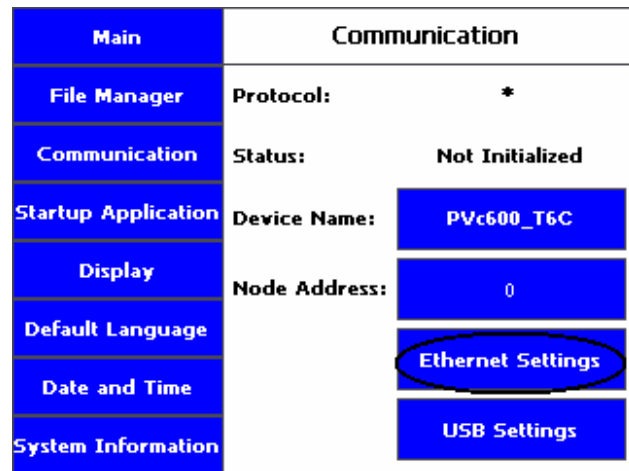 Main
File Manager
Communication
Startup Application
Display
Default Language
Date and Time
System Information
Communication
Protocol: *
Status: Not Initialized
Device Name: PVc600_T6C
Node Address: 0
Ethernet Settings
USB Settings